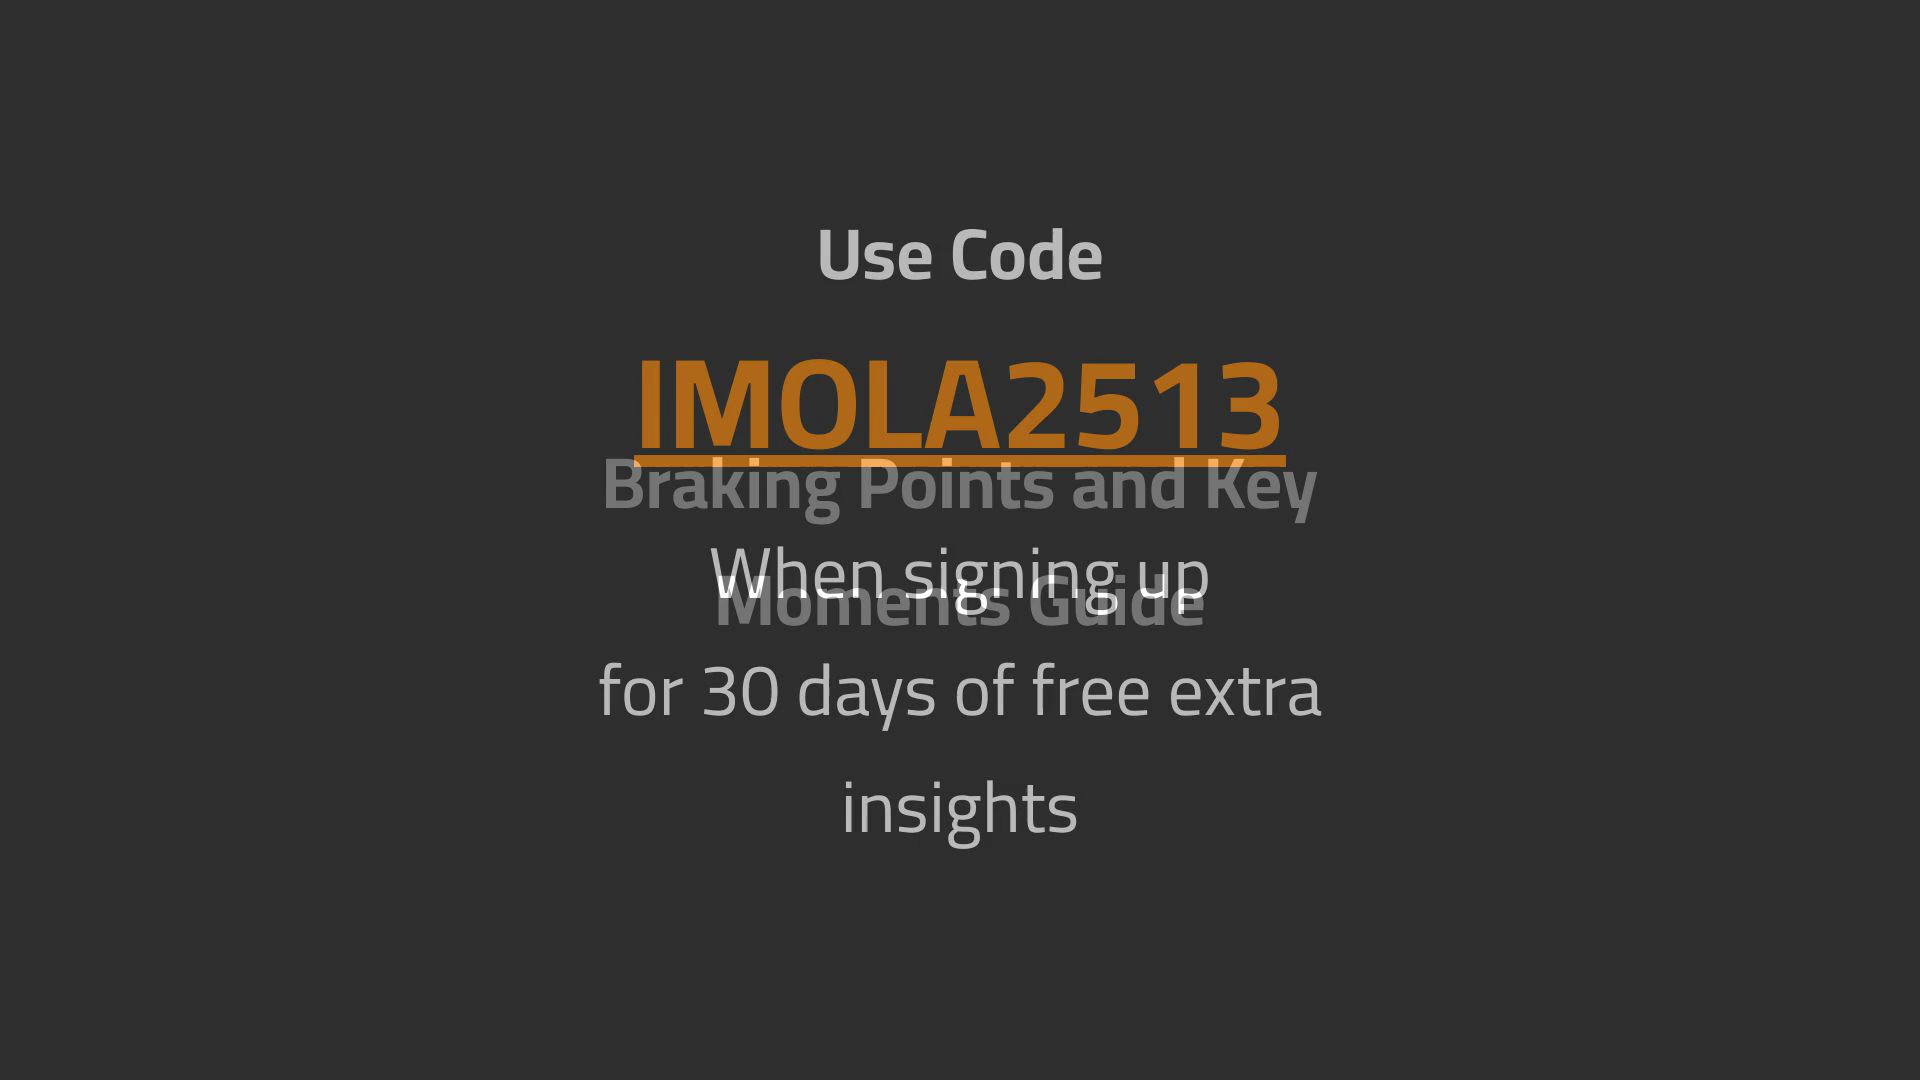 Use Code
IMOLA2513
Braking Points and Key
When signing up
Moments Guide
for 30 days of free extra
insights